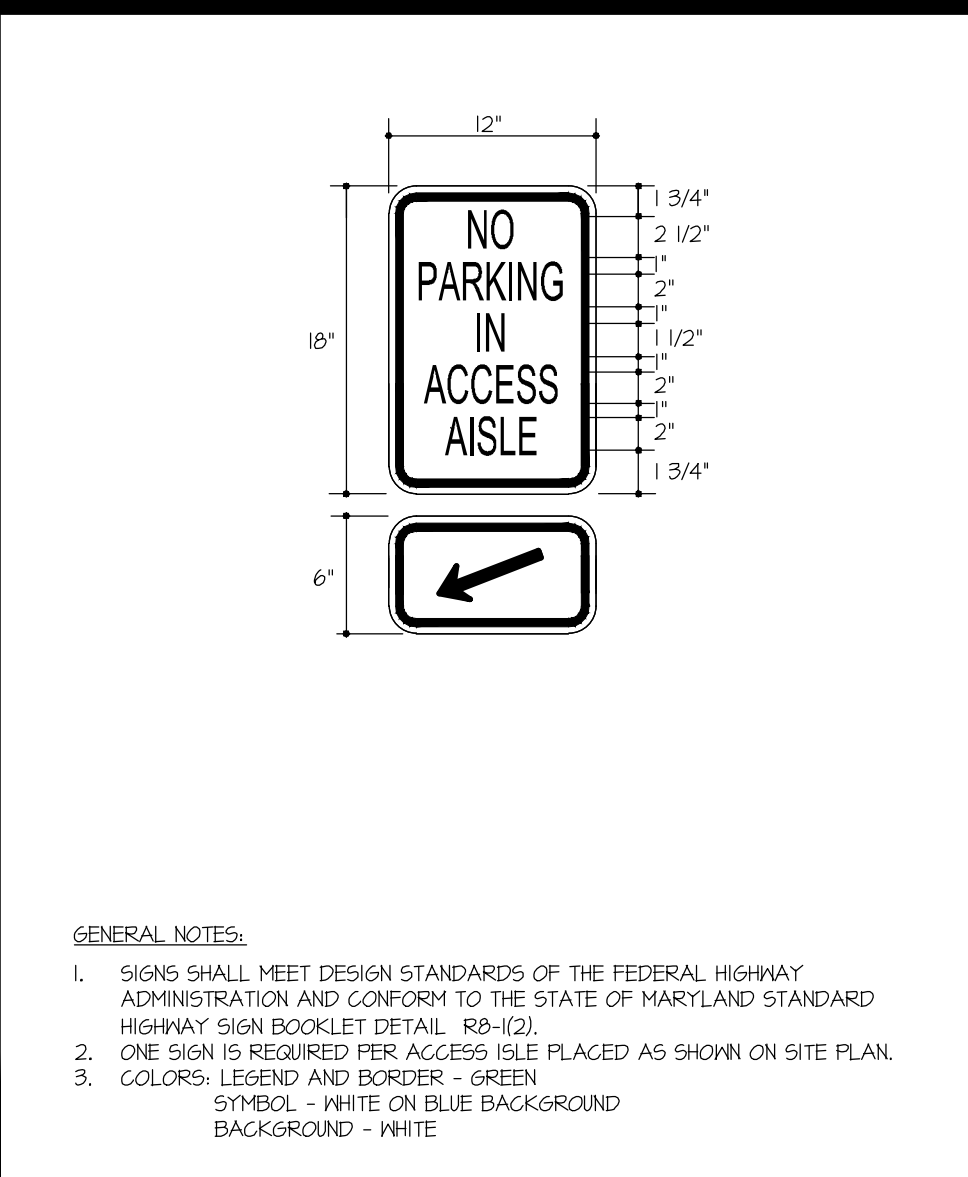 12"
1 3/4"
NO
2 1/2"
1"
PARKING
2"
1"
18"
IN
1 1/2"
1"
ACCESS
2"
1"
AISLE
2"
1 3/4"
6"
GENERAL NOTES:
1. SIGNS SHALL MEET DESIGN STANDARDS OF THE FEDERAL HIGHWAY
ADMINISTRATION AND CONFORM TO THE STATE OF MARYLAND STANDARD
HIGHWAY SIGN BOOKLET DETAIL R8-1(2).
2. ONE SIGN IS REQUIRED PER ACCESS ISLE PLACED AS SHOWN ON SITE PLAN.
3. COLORS: LEGEND AND BORDER - GREEN
SYMBOL - WHITE ON BLUE BACKGROUND
BACKGROUND - WHITE